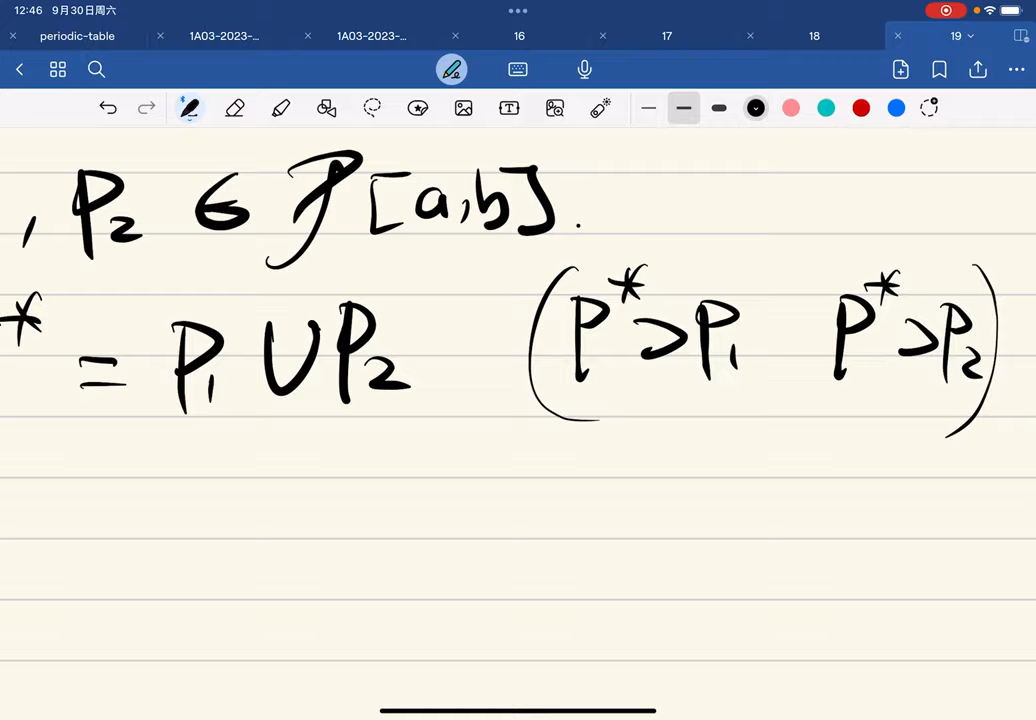 12:46 9月30日周六
periodic-table 1A03-2023-... 1A03-2023-... 16 17 18 19
, P₂ ∈ 𝒫 [a,b].
* = P₁ ∪ P₂ (P* ⊃ P₁ P* ⊃ P₂)